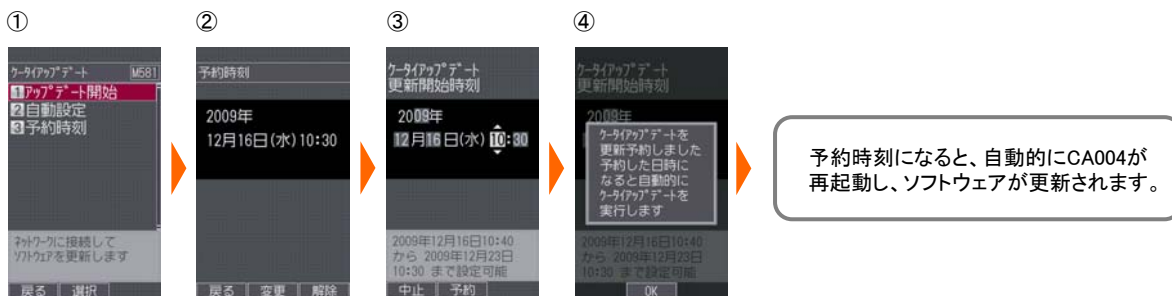 ①
②
③
④
ｹｰﾀｲｱｯﾌﾟﾃﾞｰﾄ M581
1ｱｯﾌﾟﾃﾞｰﾄ開始
2自動設定
3予約時刻
ﾈｯﾄﾜｰｸに接続して
ｿﾌﾄｳｪｱを更新します
戻る 選択
予約時刻
2009年
12月16日(水)10:30
戻る 変更 解除
ｹｰﾀｲｱｯﾌﾟﾃﾞｰﾄ
更新開始時刻
2009年
12月16日(水)10:30
2009年12月16日10:40
から 2009年12月23日
10:30 まで設定可能
中止 予約
ｹｰﾀｲｱｯﾌﾟﾃﾞｰﾄ
更新開始時刻
2009年
ｹｰﾀｲｱｯﾌﾟﾃﾞｰﾄを
更新予約しました
予約した日時に
なると自動的に
ｹｰﾀｲｱｯﾌﾟﾃﾞｰﾄを
実行します
2009年12月16日10:40
から 2009年12月23日
10:30 まで設定可能
OK
予約時刻になると、自動的にCA004が
再起動し、ソフトウェアが更新されます。